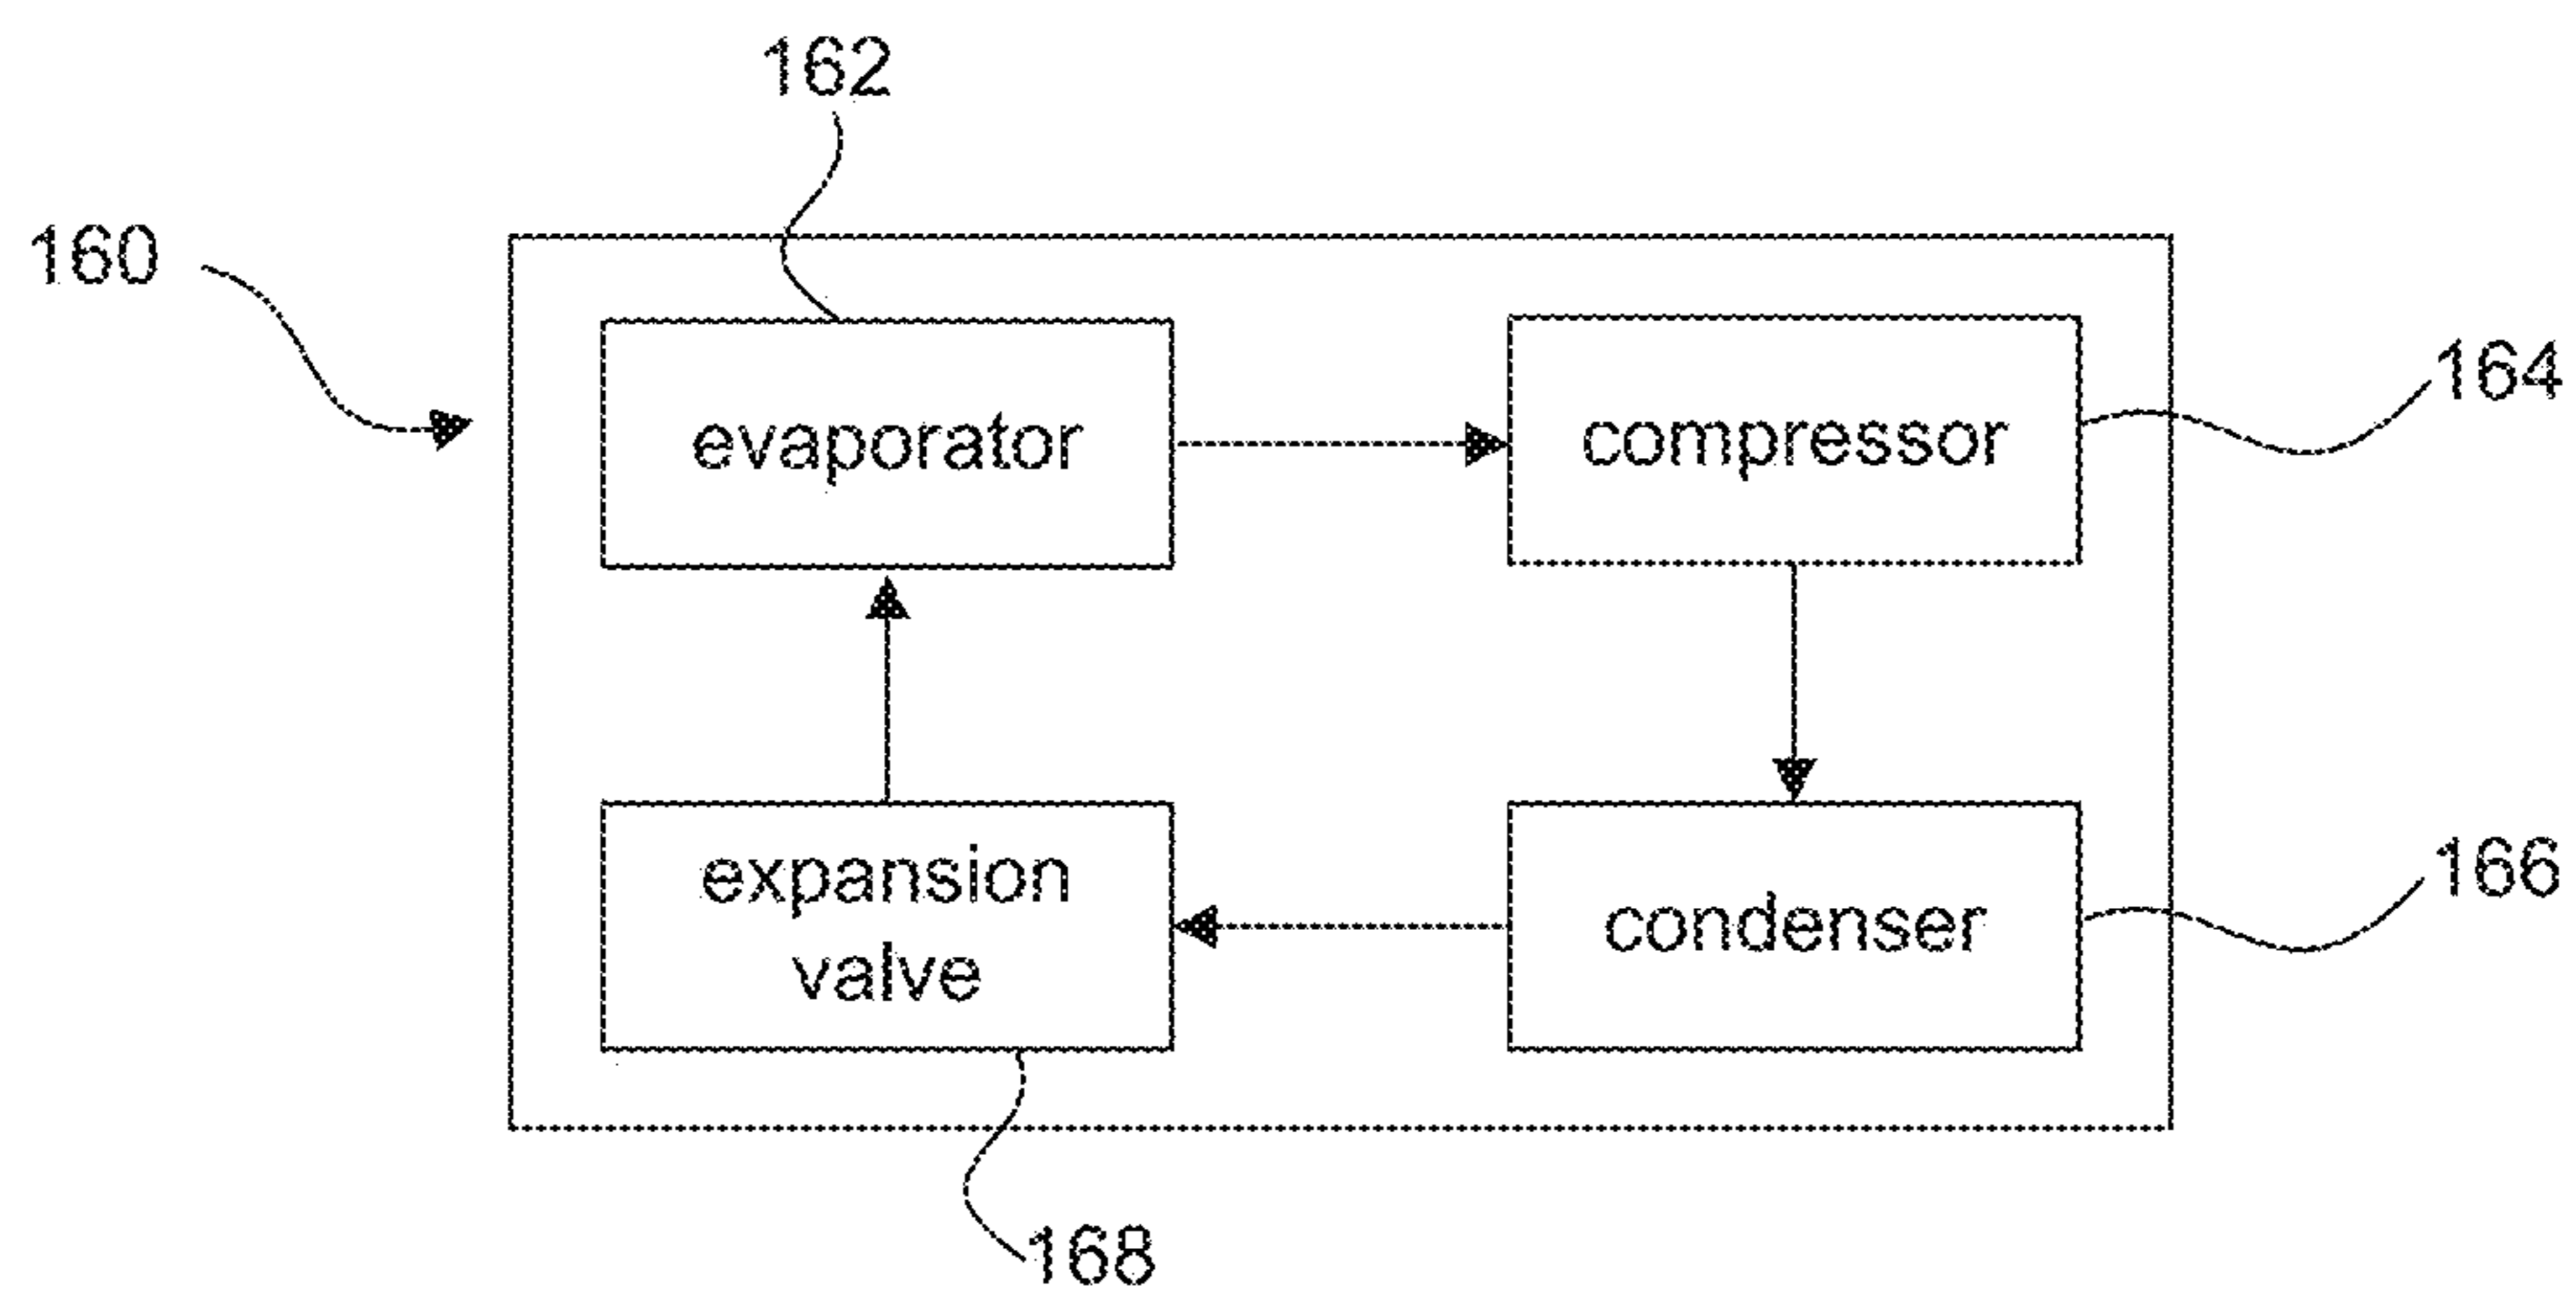 162
160
evaporator
compressor
164
expansion
valve
condenser
166
168